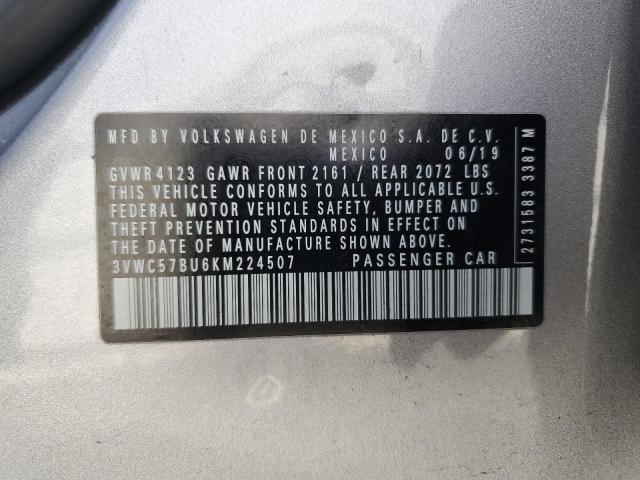 MFD BY VOLKSWAGEN DE MEXICO S.A. DE C.V.
MEXICO 06/19
GVWR 4123 GAWR FRONT 2161 / REAR 2072 LBS
THIS VEHICLE CONFORMS TO ALL APPLICABLE U.S.
FEDERAL MOTOR VEHICLE SAFETY, BUMPER AND
THEFT PREVENTION STANDARDS IN EFFECT ON
THE DATE OF MANUFACTURE SHOWN ABOVE.
3VWC57BU6KM224507 PASSENGER CAR
2731583 3387 M